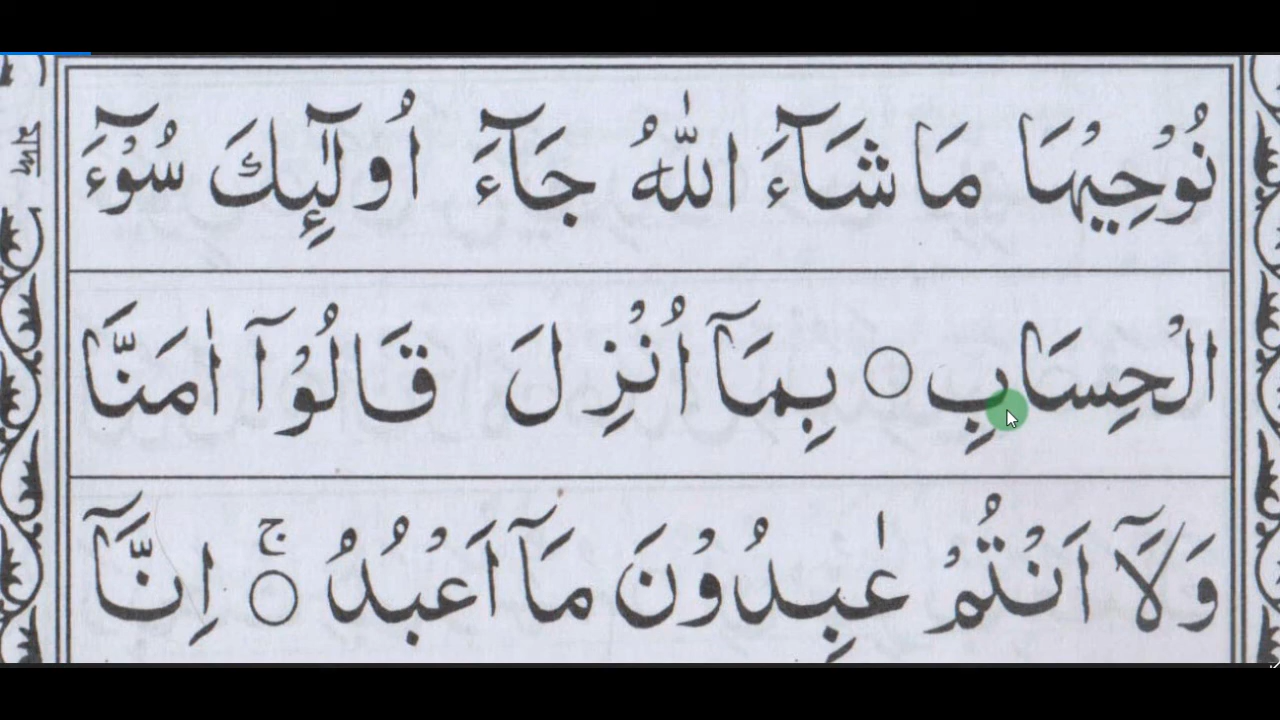 نُوْحِيْهَا مَا شَآءَ اللّٰهُ جَآءَ اُولٰٓئِكَ سُوْٓءَ
الْحِسَابِ ○ بِمَآ اُنْزِلَ قَالُوْٓا اٰمَنَّا
وَلَآ اَنْتُمْ عٰبِدُوْنَ مَآ اَعْبُدُ ○ۚ اِنَّآ